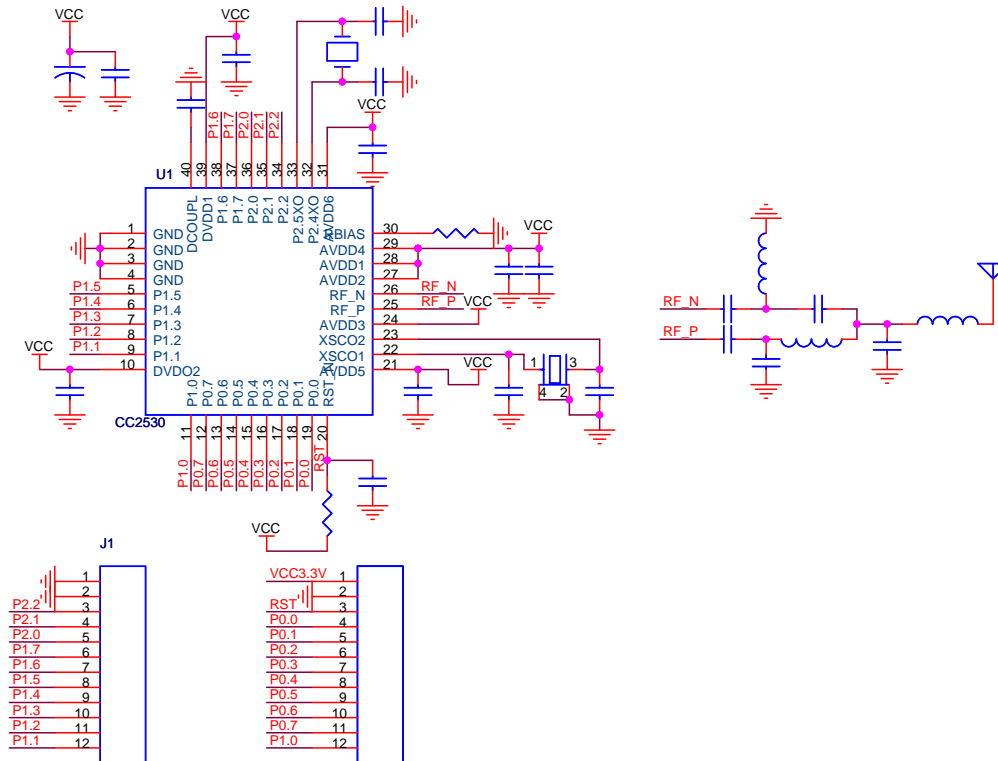 VCC
VCC
VCC
P1.6
P1.7
P2.0
P2.1
P2.2
40
39
38
37
36
35
34
33
32
31
U1
DCOUPL
DVDD1
P1.6
P1.7
P2.0
P2.1
P2.2
P2.5XO
P2.4XO
AVDD6
1 GND
2 GND
3 GND
4 GND
P1.5 5 P1.5
P1.4 6 P1.4
P1.3 7 P1.3
P1.2 8 P1.2
P1.1 9 P1.1
VCC
10 DVDO2
RBIAS 30
AVDD4 29
AVDD1 28
AVDD2 27
RF_N 26 RF_N
RF_P 25 RF_P
AVDD3 24
XSCO2 23
XSCO1 22
AVDD5 21
VCC
VCC
VCC
1
3
4
2
RF_N
RF_P
P1.0
P0.7
P0.6
P0.5
P0.4
P0.3
P0.2
P0.1
P0.0
RST_N
CC2530
11
12
13
14
15
16
17
18
19
20
P1.0
P0.7
P0.6
P0.5
P0.4
P0.3
P0.2
P0.1
P0.0
RST
VCC
J1
1
2
P2.2 3
P2.1 4
P2.0 5
P1.7 6
P1.6 7
P1.5 8
P1.4 9
P1.3 10
P1.2 11
P1.1 12
VCC3.3V 1
2
RST 3
P0.0 4
P0.1 5
P0.2 6
P0.3 7
P0.4 8
P0.5 9
P0.6 10
P0.7 11
P1.0 12